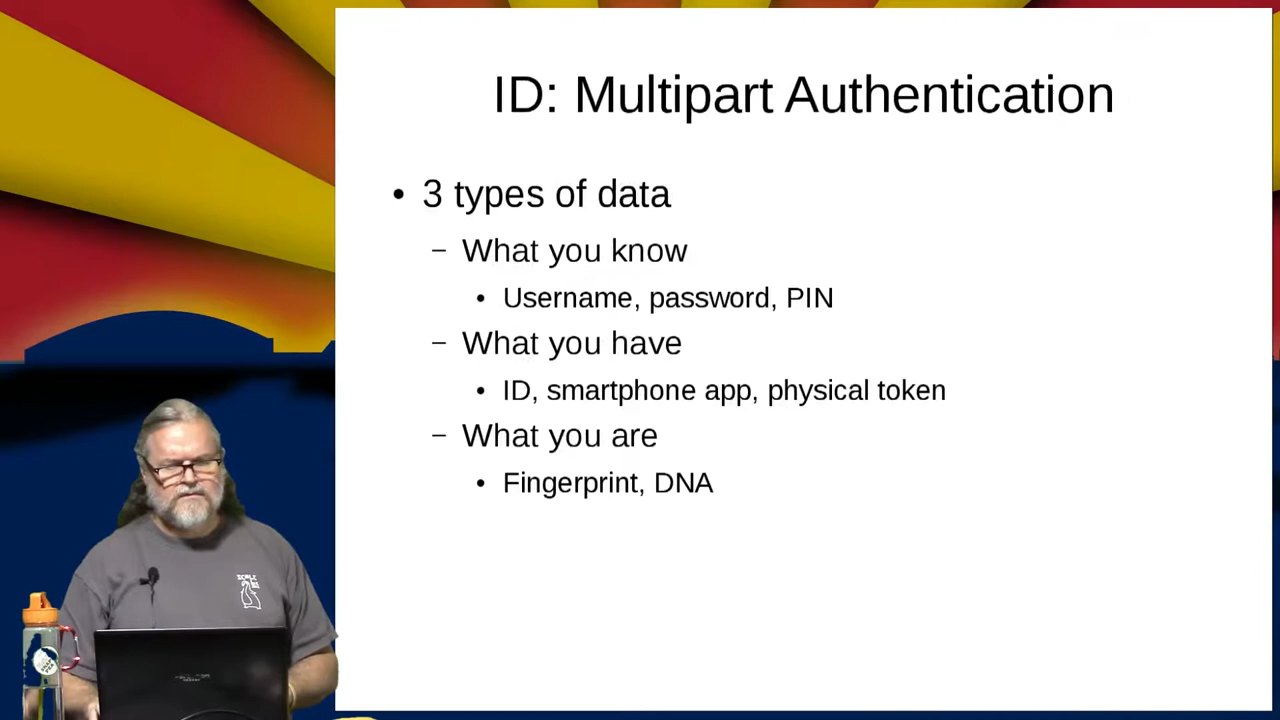 ID: Multipart Authentication
• 3 types of data
– What you know
• Username, password, PIN
– What you have
• ID, smartphone app, physical token
– What you are
• Fingerprint, DNA